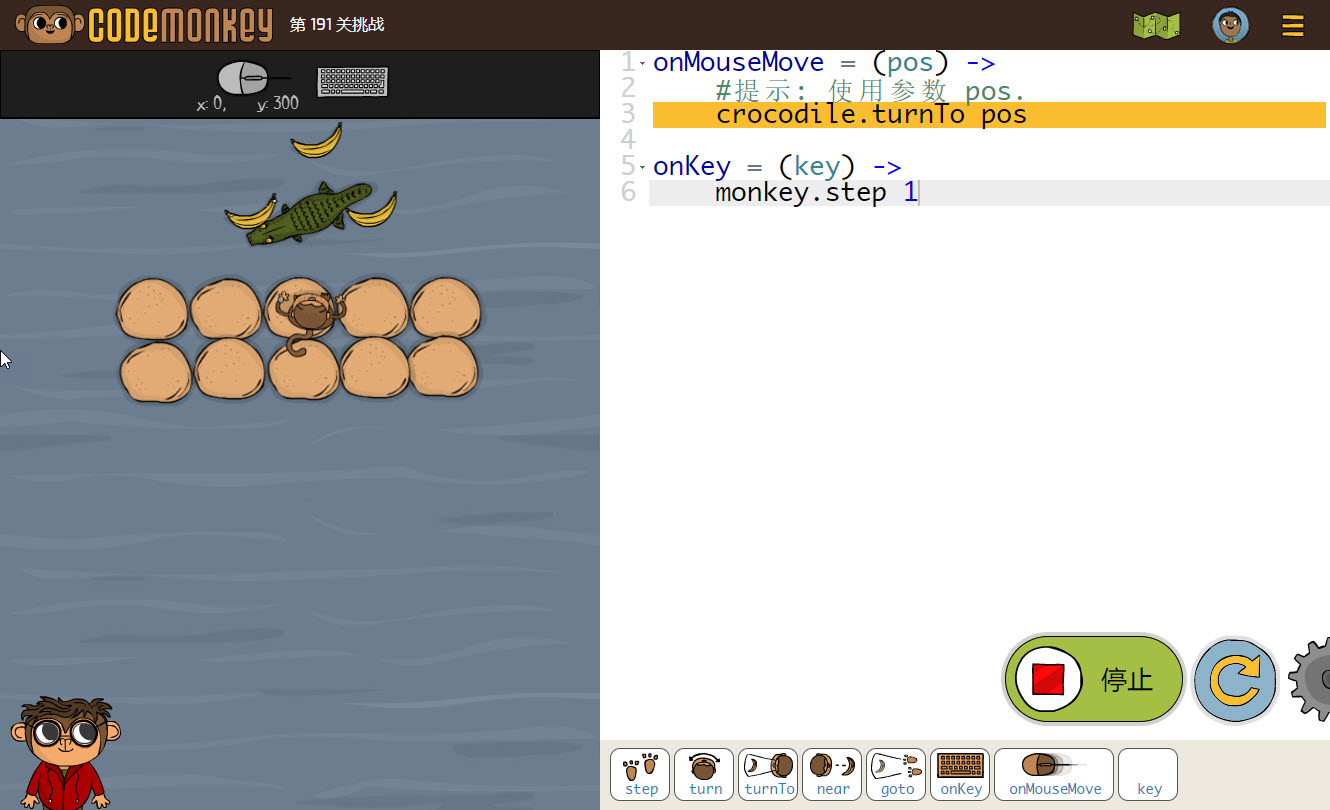 CODEMONKEY 第 191 关挑战
x: 0, y: 300
1 onMouseMove = (pos) ->
2 #提示: 使用参数 pos.
3 crocodile.turnTo pos
4
5 onKey = (key) ->
6 monkey.step 1
停止
step turn turnTo near goto onKey onMouseMove key